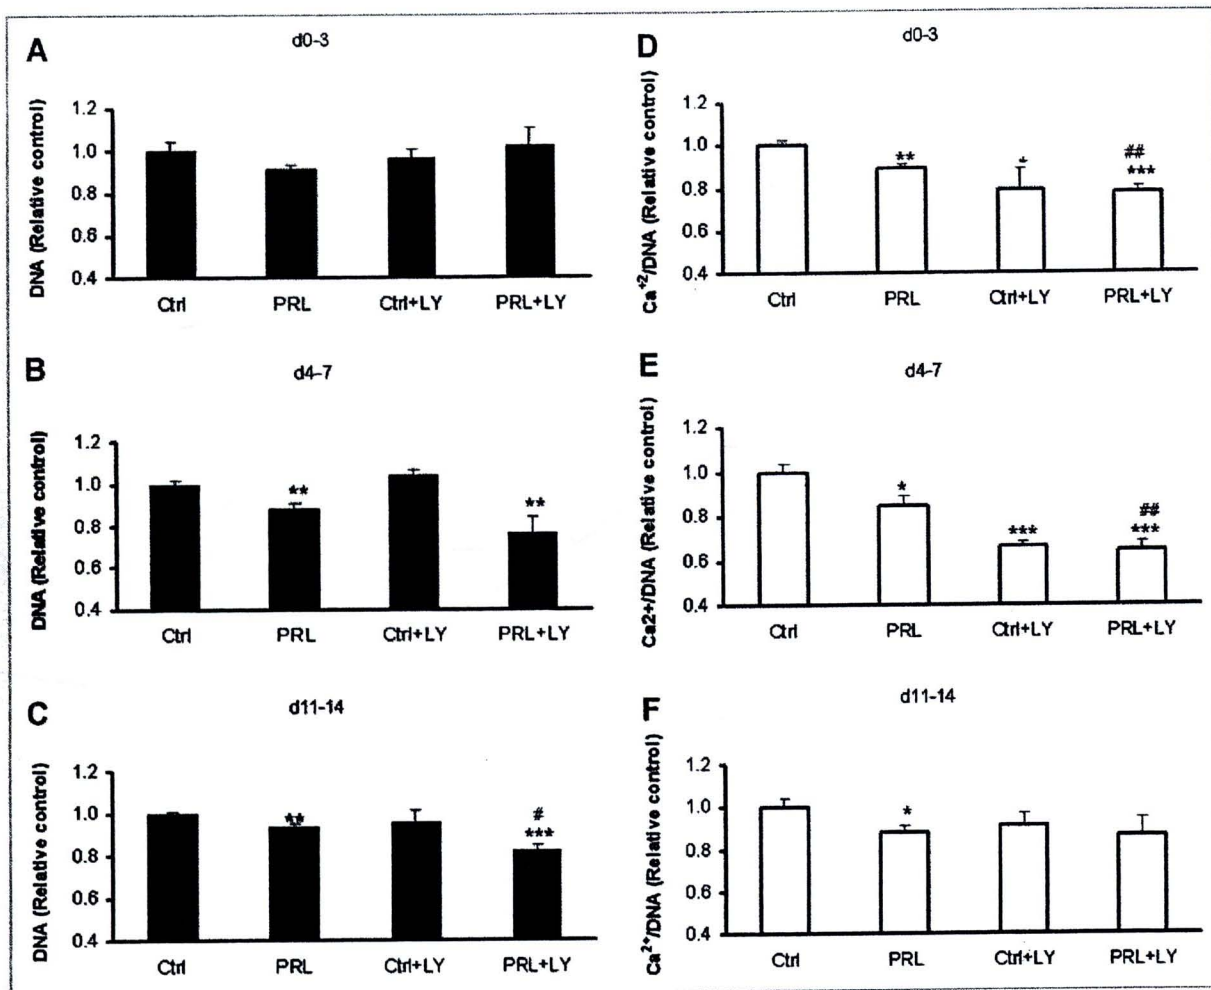 A
d0-3
DNA (Relative control)
1.2
1.0
0.8
0.6
0.4
Ctrl
PRL
Ctrl+LY
PRL+LY
B
d4-7
DNA (Relative control)
1.2
1.0
0.8
0.6
0.4
**
**
Ctrl
PRL
Ctrl+LY
PRL+LY
C
d11-14
DNA (Relative control)
1.2
1.0
0.8
0.6
0.4
**
#
***
Ctrl
PRL
Ctrl+LY
PRL+LY
D
d0-3
Ca⁺²/DNA (Relative control)
1.2
1.0
0.8
0.6
0.4
**
*
##
***
Ctrl
PRL
Ctrl+LY
PRL+LY
E
d4-7
Ca2+/DNA (Relative control)
1.2
1.0
0.8
0.6
0.4
*
***
##
***
Ctrl
PRL
Ctrl+LY
PRL+LY
F
d11-14
Ca²⁺/DNA (Relative control)
1.2
1.0
0.8
0.6
0.4
*
Ctrl
PRL
Ctrl+LY
PRL+LY